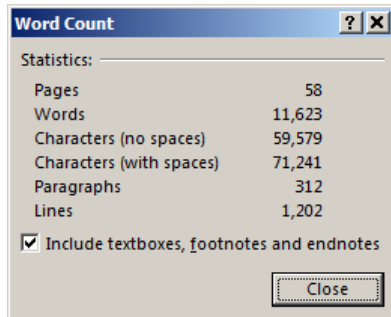 Word Count
Statistics:
Pages 58
Words 11,623
Characters (no spaces) 59,579
Characters (with spaces) 71,241
Paragraphs 312
Lines 1,202
Include textboxes, footnotes and endnotes
Close